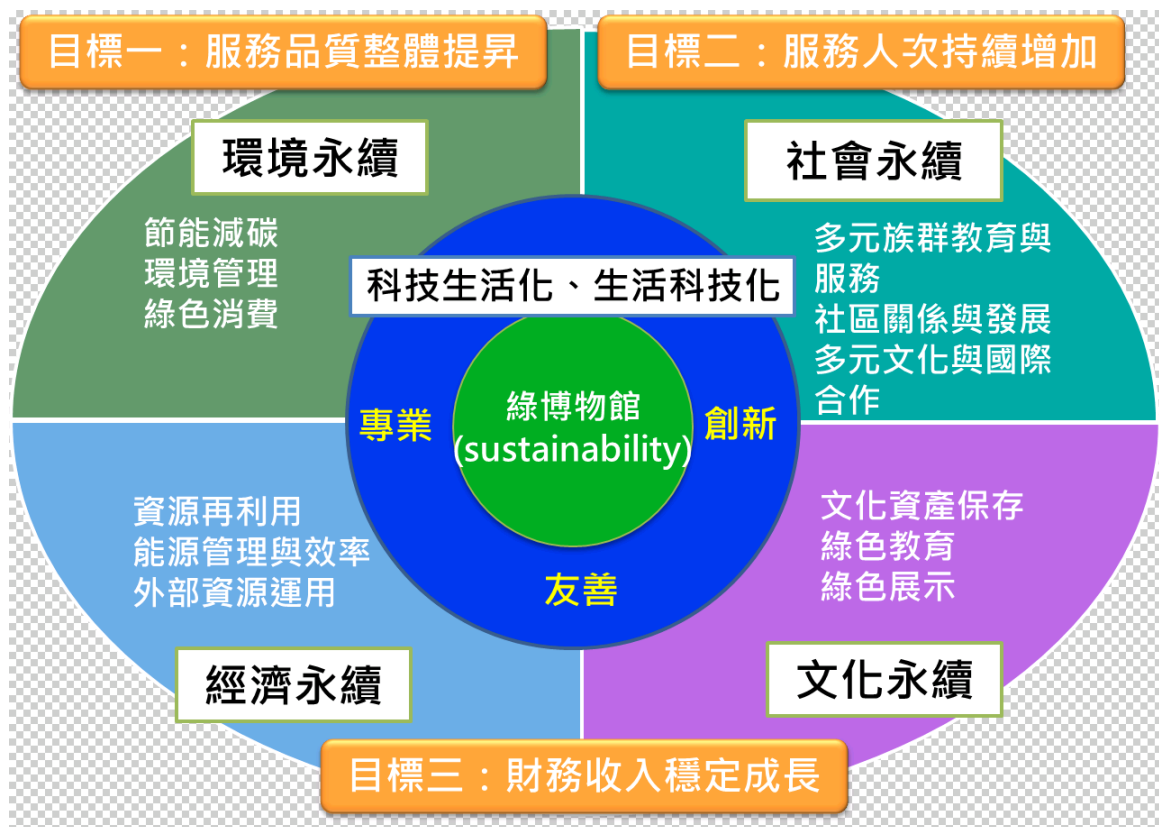 目標一：服務品質整體提昇
目標二：服務人次持續增加
環境永續
節能減碳
環境管理
綠色消費
社會永續
多元族群教育與
服務
社區關係與發展
多元文化與國際
合作
科技生活化、生活科技化
專業
綠博物館
(sustainability)
創新
友善
資源再利用
能源管理與效率
外部資源運用
經濟永續
文化資產保存
綠色教育
綠色展示
文化永續
目標三：財務收入穩定成長